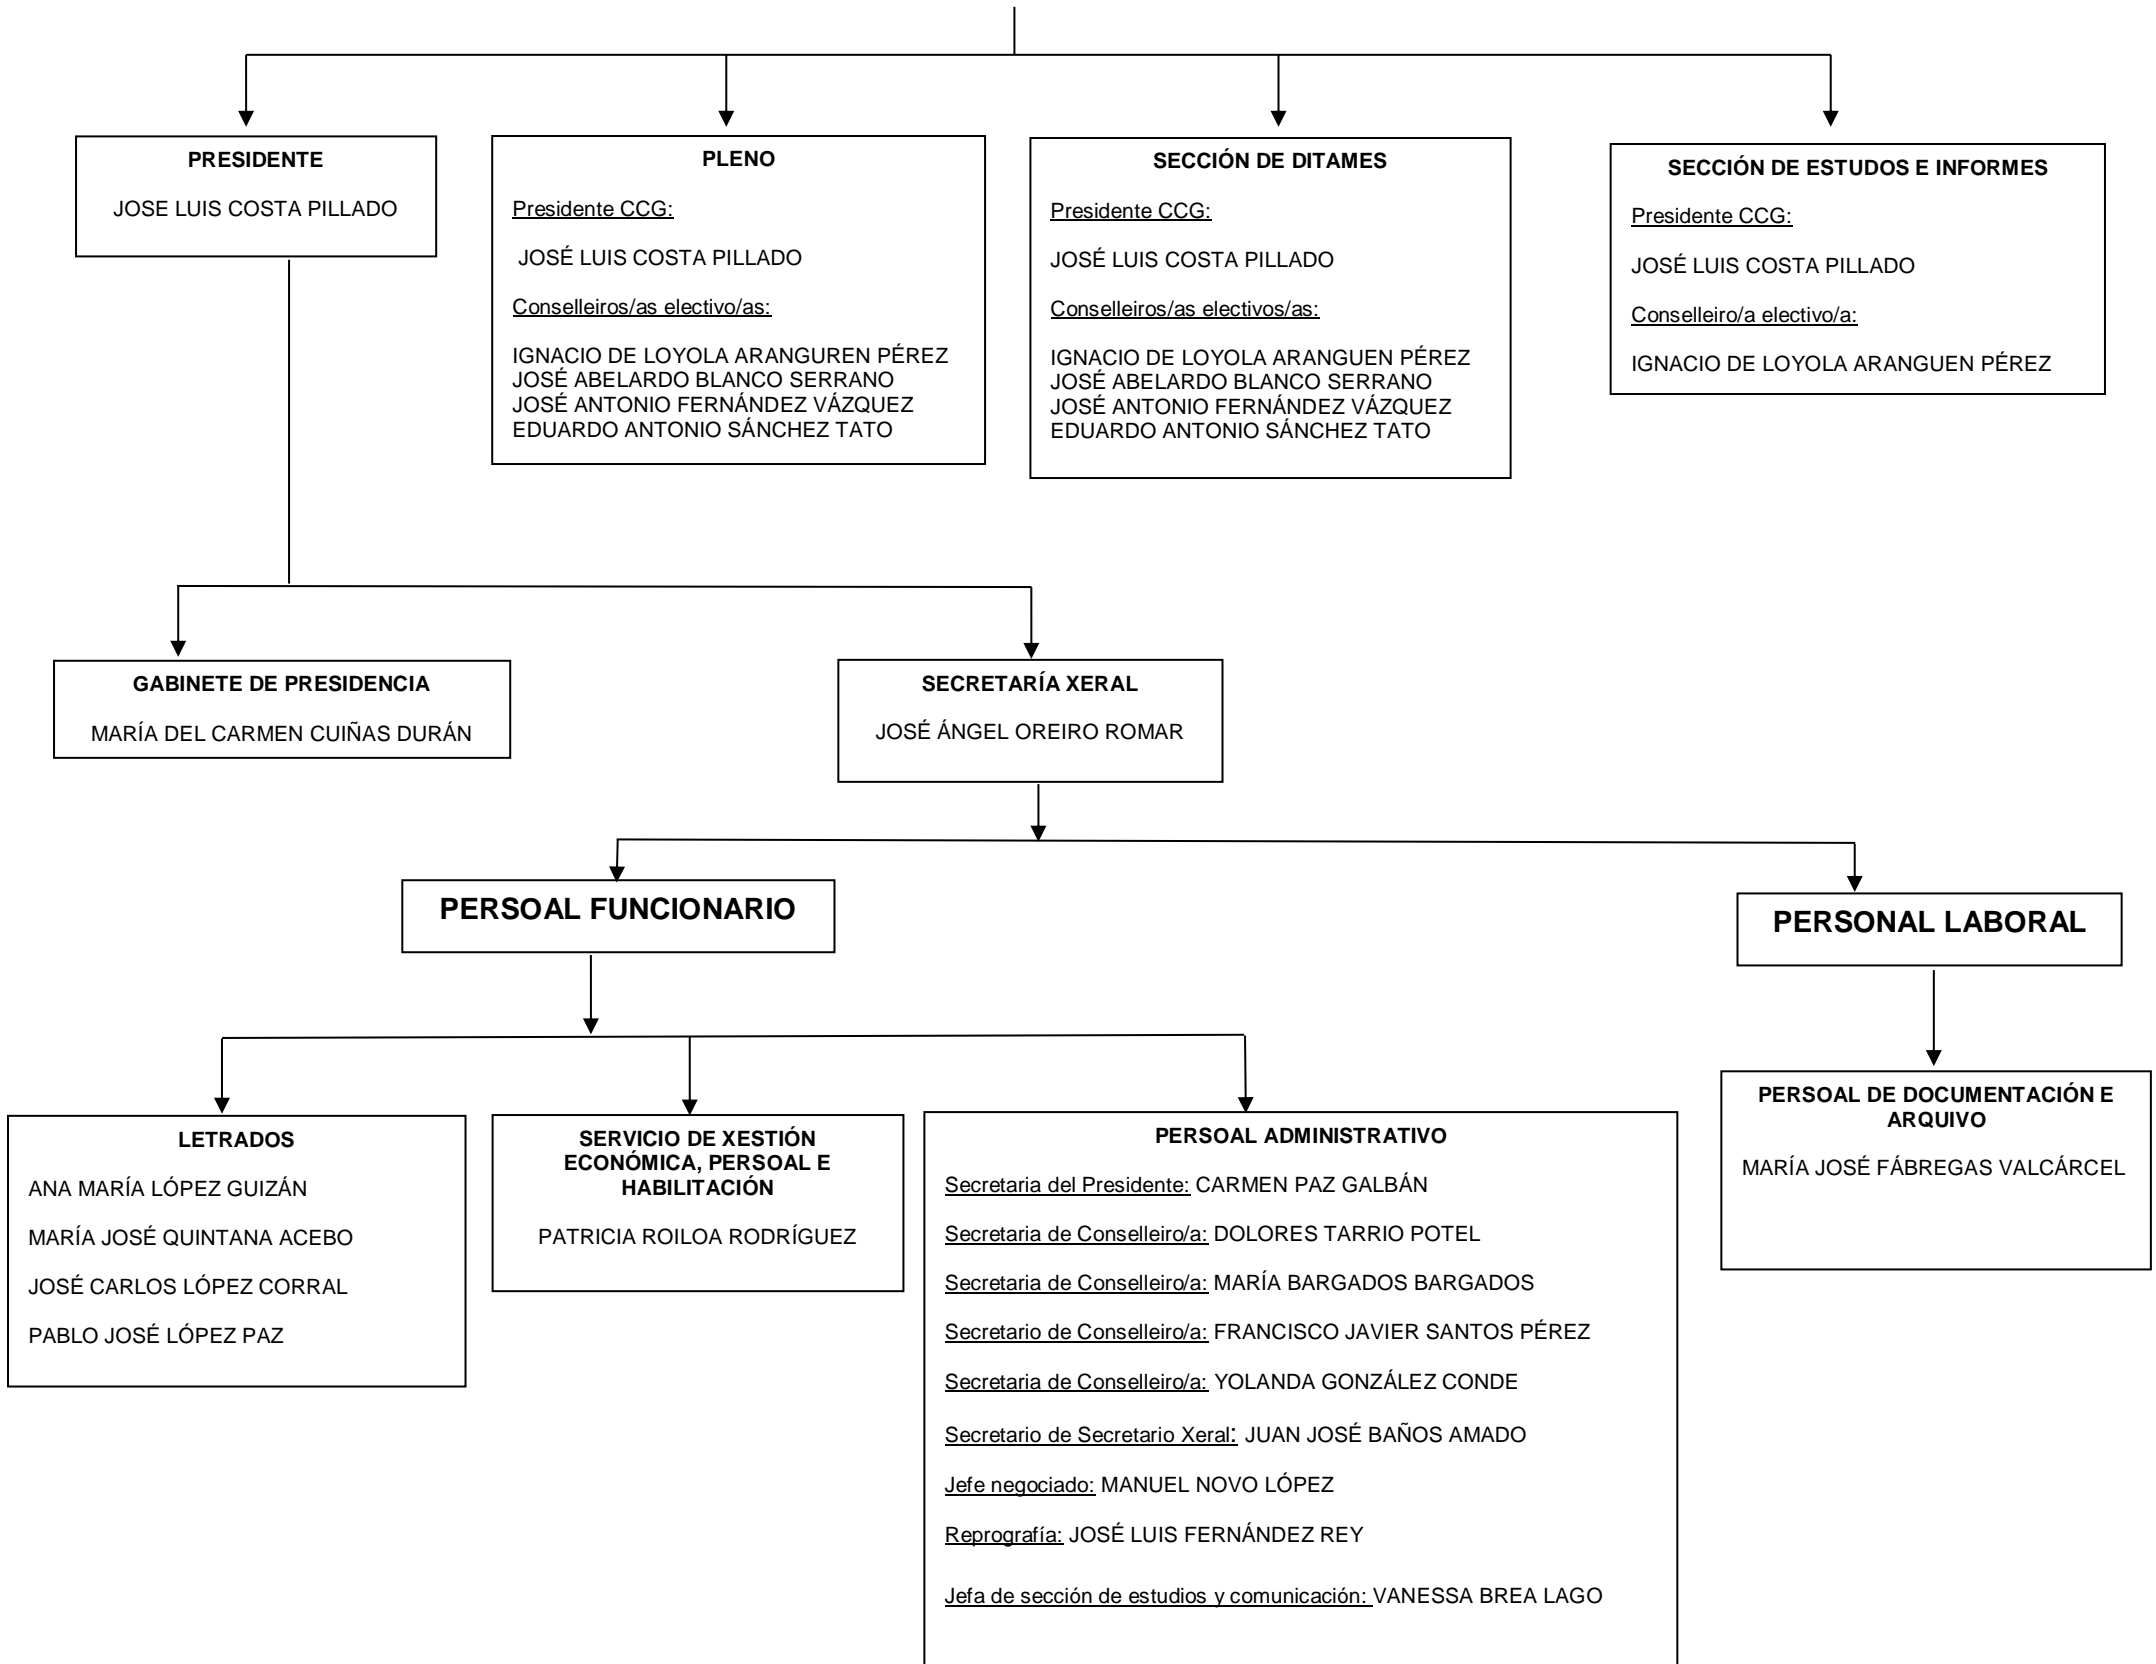 PRESIDENTE
JOSE LUIS COSTA PILLADO
PLENO
Presidente CCG:
JOSÉ LUIS COSTA PILLADO
Conselleiros/as electivo/as:
IGNACIO DE LOYOLA ARANGUREN PÉREZ
JOSÉ ABELARDO BLANCO SERRANO
JOSÉ ANTONIO FERNÁNDEZ VÁZQUEZ
EDUARDO ANTONIO SÁNCHEZ TATO
SECCIÓN DE DITAMES
Presidente CCG:
JOSÉ LUIS COSTA PILLADO
Conselleiros/as electivos/as:
IGNACIO DE LOYOLA ARANGUEN PÉREZ
JOSÉ ABELARDO BLANCO SERRANO
JOSÉ ANTONIO FERNÁNDEZ VÁZQUEZ
EDUARDO ANTONIO SÁNCHEZ TATO
SECCIÓN DE ESTUDOS E INFORMES
Presidente CCG:
JOSÉ LUIS COSTA PILLADO
Conselleiro/a electivo/a:
IGNACIO DE LOYOLA ARANGUEN PÉREZ
GABINETE DE PRESIDENCIA
MARÍA DEL CARMEN CUIÑAS DURÁN
SECRETARÍA XERAL
JOSÉ ÁNGEL OREIRO ROMAR
PERSOAL FUNCIONARIO
PERSONAL LABORAL
LETRADOS
ANA MARÍA LÓPEZ GUIZÁN
MARÍA JOSÉ QUINTANA ACEBO
JOSÉ CARLOS LÓPEZ CORRAL
PABLO JOSÉ LÓPEZ PAZ
SERVICIO DE XESTIÓN
ECONÓMICA, PERSOAL E
HABILITACIÓN
PATRICIA ROILOA RODRÍGUEZ
PERSOAL ADMINISTRATIVO
Secretaria del Presidente: CARMEN PAZ GALBÁN
Secretaria de Conselleiro/a: DOLORES TARRIO POTEL
Secretaria de Conselleiro/a: MARÍA BARGADOS BARGADOS
Secretario de Conselleiro/a: FRANCISCO JAVIER SANTOS PÉREZ
Secretaria de Conselleiro/a: YOLANDA GONZÁLEZ CONDE
Secretario de Secretario Xeral: JUAN JOSÉ BAÑOS AMADO
Jefe negociado: MANUEL NOVO LÓPEZ
Reprografía: JOSÉ LUIS FERNÁNDEZ REY
Jefa de sección de estudios y comunicación: VANESSA BREA LAGO
PERSOAL DE DOCUMENTACIÓN E
ARQUIVO
MARÍA JOSÉ FÁBREGAS VALCÁRCEL